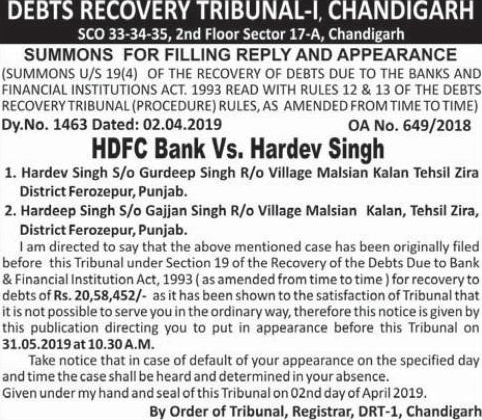 DEBTS RECOVERY TRIBUNAL-I, CHANDIGARH
SCO 33-34-35, 2nd Floor Sector 17-A, Chandigarh
SUMMONS FOR FILLING REPLY AND APPEARANCE
(SUMMONS U/S 19(4) OF THE RECOVERY OF DEBTS DUE TO THE BANKS AND
FINANCIAL INSTITUTIONS ACT. 1993 READ WITH RULES 12 & 13 OF THE DEBTS
RECOVERY TRIBUNAL (PROCEDURE) RULES, AS AMENDED FROM TIME TO TIME)
Dy.No. 1463 Dated: 02.04.2019 OA No. 649/2018
HDFC Bank Vs. Hardev Singh
1. Hardev Singh S/o Gurdeep Singh R/o Village Malsian Kalan Tehsil Zira
District Ferozepur, Punjab.
2. Hardeep Singh S/o Gajjan Singh R/o Village Malsian Kalan, Tehsil Zira,
District Ferozepur, Punjab.
I am directed to say that the above mentioned case has been originally filed
before this Tribunal under Section 19 of the Recovery of the Debts Due to Bank
& Financial Institution Act, 1993 ( as amended from time to time ) for recovery to
debts of Rs. 20,58,452/- as it has been shown to the satisfaction of Tribunal that
it is not possible to serve you in the ordinary way, therefore this notice is given by
this publication directing you to put in appearance before this Tribunal on
31.05.2019 at 10.30 A.M.
Take notice that in case of default of your appearance on the specified day
and time the case shall be heard and determined in your absence.
Given under my hand and seal of this Tribunal on 02nd day of April 2019.
By Order of Tribunal, Registrar, DRT-1, Chandigarh